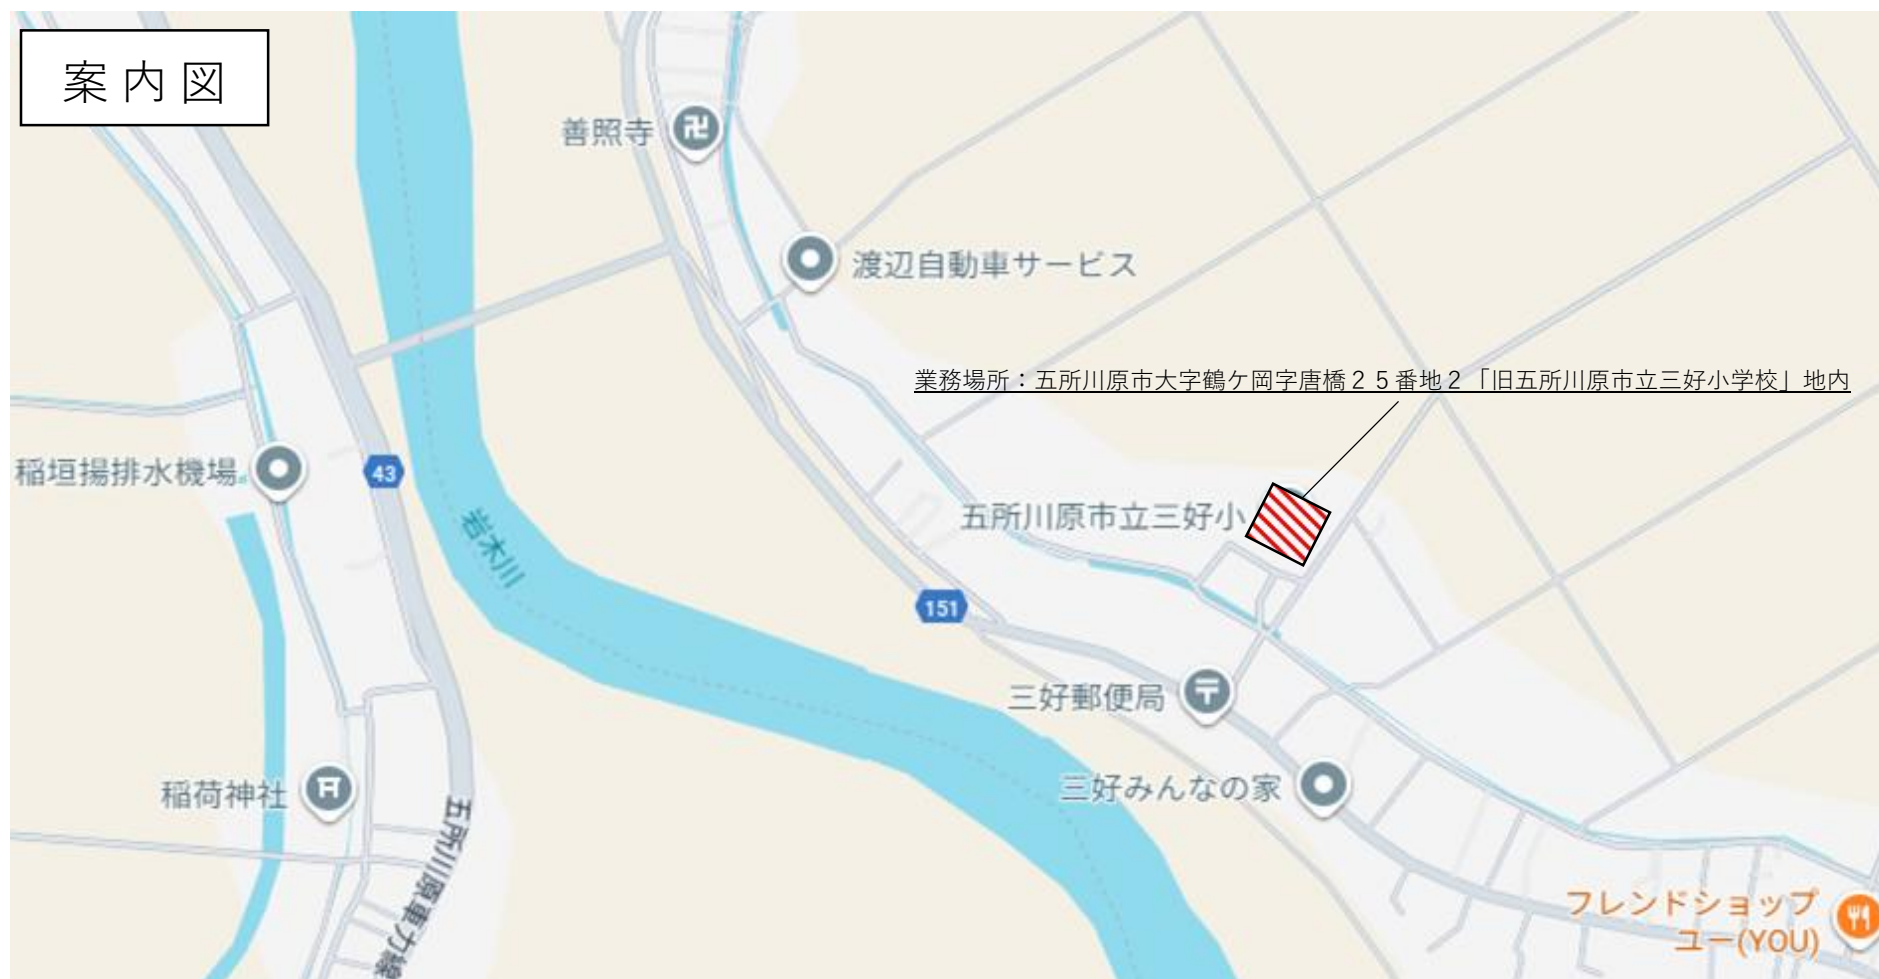 案内図
善照寺
渡辺自動車サービス
業務場所：五所川原市大字鶴ケ岡字唐橋２５番地２「旧五所川原市立三好小学校」地内
稲垣揚排水機場
43
岩木川
五所川原市立三好小
151
三好郵便局
三好みんなの家
稲荷神社
五所川原車力線
フレンドショップ
ユー(YOU)